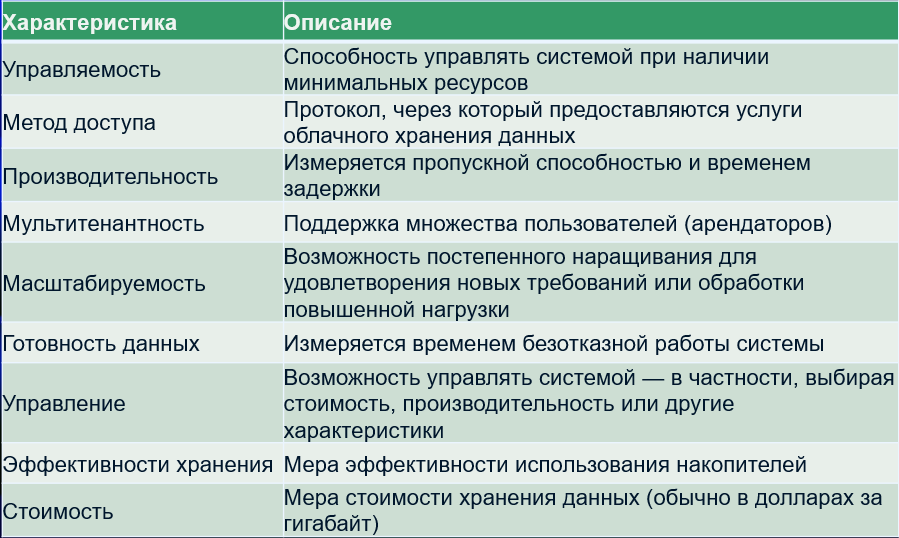 Характеристика Описание
Управляемость Способность управлять системой при наличии
минимальных ресурсов
Метод доступа Протокол, через который предоставляются услуги
облачного хранения данных
Производительность Измеряется пропускной способностью и временем
задержки
Мультитенантность Поддержка множества пользователей (арендаторов)
Масштабируемость Возможность постепенного наращивания для
удовлетворения новых требований или обработки
повышенной нагрузки
Готовность данных Измеряется временем безотказной работы системы
Управление Возможность управлять системой — в частности, выбирая
стоимость, производительность или другие
характеристики
Эффективности хранения Мера эффективности использования накопителей
Стоимость Мера стоимости хранения данных (обычно в долларах за
гигабайт)